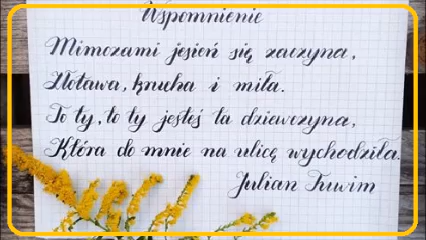 Wspomnienie
Mimozami jesień się zaczyna,
Złotawa, krucha i miła.
To ty, to ty jesteś ta dziewczyna,
Która do mnie na ulicę wychodziła.
Julian Tuwim